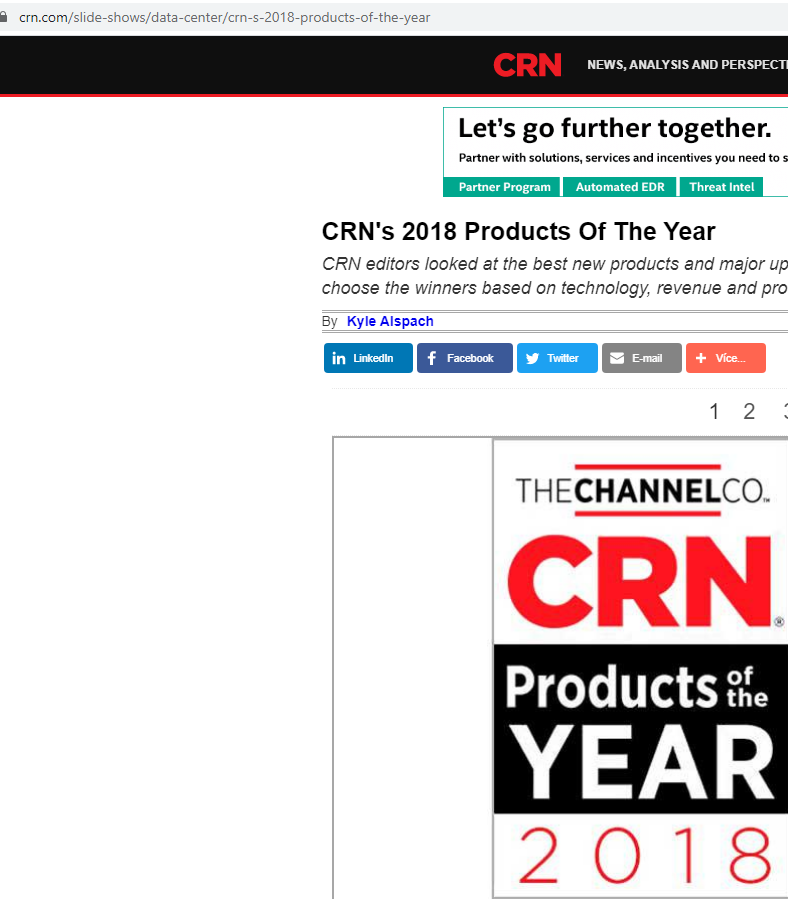 crn.com/slide-shows/data-center/crn-s-2018-products-of-the-year
CRN NEWS, ANALYSIS AND PERSPECTI
Let's go further together.
Partner with solutions, services and incentives you need to s
Partner Program Automated EDR Threat Intel
CRN's 2018 Products Of The Year
CRN editors looked at the best new products and major up
choose the winners based on technology, revenue and pro
By Kyle Alspach
in LinkedIn f Facebook Twitter E-mail + Více...
1 2 3
THECHANNELCO.™
CRN®
Products of the
YEAR
2018